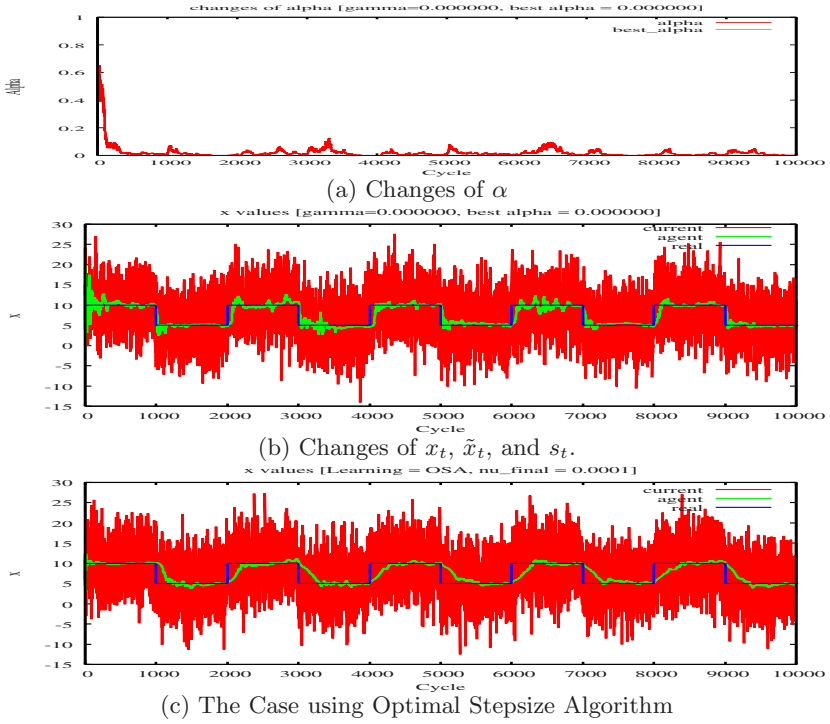 changes of alpha [gamma=0.000000, best alpha = 0.000000]
alpha
best_alpha
1
0.8
0.6
0.4
0.2
0
Alpha
0 1000 2000 3000 4000 5000 6000 7000 8000 9000 10000
Cycle
(a) Changes of α
x values [gamma=0.000000, best alpha = 0.000000]
current
agent
real
30
25
20
15
10
5
0
-5
-10
-15
X
0 1000 2000 3000 4000 5000 6000 7000 8000 9000 10000
Cycle
(b) Changes of x_t, x̃_t, and s_t.
x values [Learning = OSA, nu_final = 0.0001]
current
agent
real
30
25
20
15
10
5
0
-5
-10
-15
X
0 1000 2000 3000 4000 5000 6000 7000 8000 9000 10000
Cycle
(c) The Case using Optimal Stepsize Algorithm